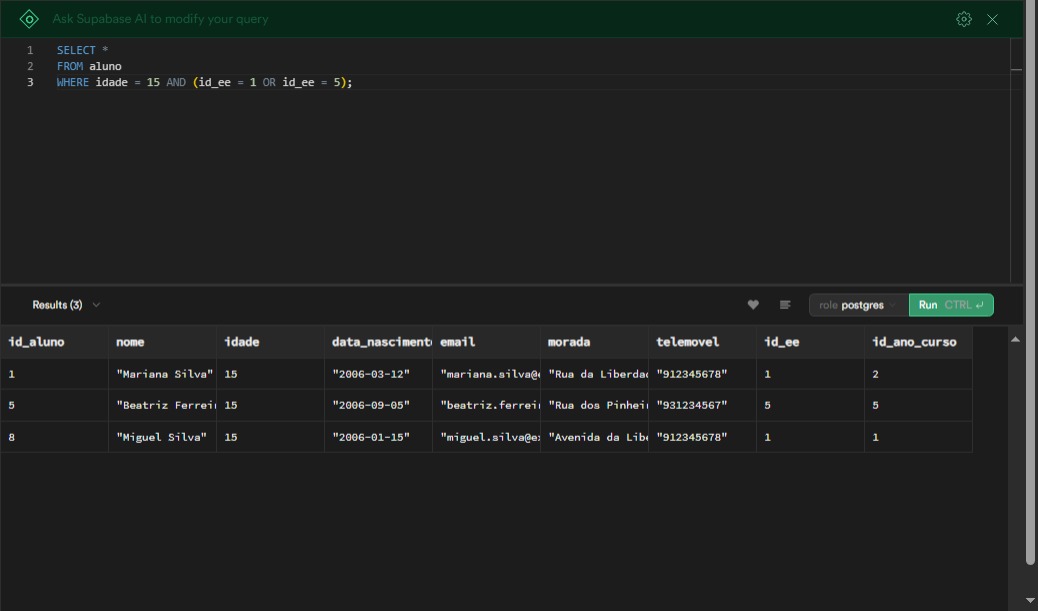 Ask Supabase AI to modify your query
1 SELECT *
2 FROM aluno
3 WHERE idade = 15 AND (id_ee = 1 OR id_ee = 5);
Results (3) role postgres Run CTRL ↵
id_aluno nome idade data_nascimento email morada telemovel id_ee id_ano_curso
1 "Mariana Silva" 15 "2006-03-12" "mariana.silva@e "Rua da Liberdad "912345678" 1 2
5 "Beatriz Ferrei 15 "2006-09-05" "beatriz.ferrei "Rua dos Pinhei "931234567" 5 5
8 "Miguel Silva" 15 "2006-01-15" "miguel.silva@ex "Avenida da Libe "912345678" 1 1